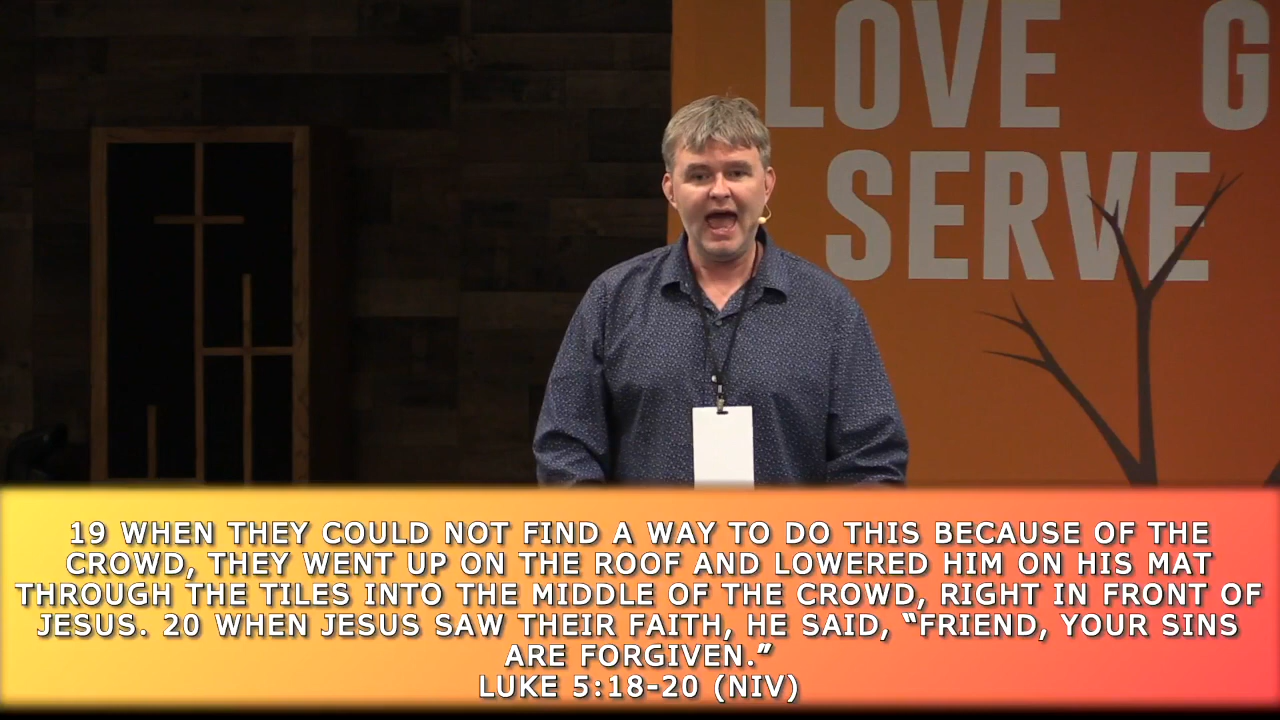 LOVE G
SERVE
19 WHEN THEY COULD NOT FIND A WAY TO DO THIS BECAUSE OF THE
CROWD, THEY WENT UP ON THE ROOF AND LOWERED HIM ON HIS MAT
THROUGH THE TILES INTO THE MIDDLE OF THE CROWD, RIGHT IN FRONT OF
JESUS. 20 WHEN JESUS SAW THEIR FAITH, HE SAID, “FRIEND, YOUR SINS
ARE FORGIVEN.”
LUKE 5:18-20 (NIV)